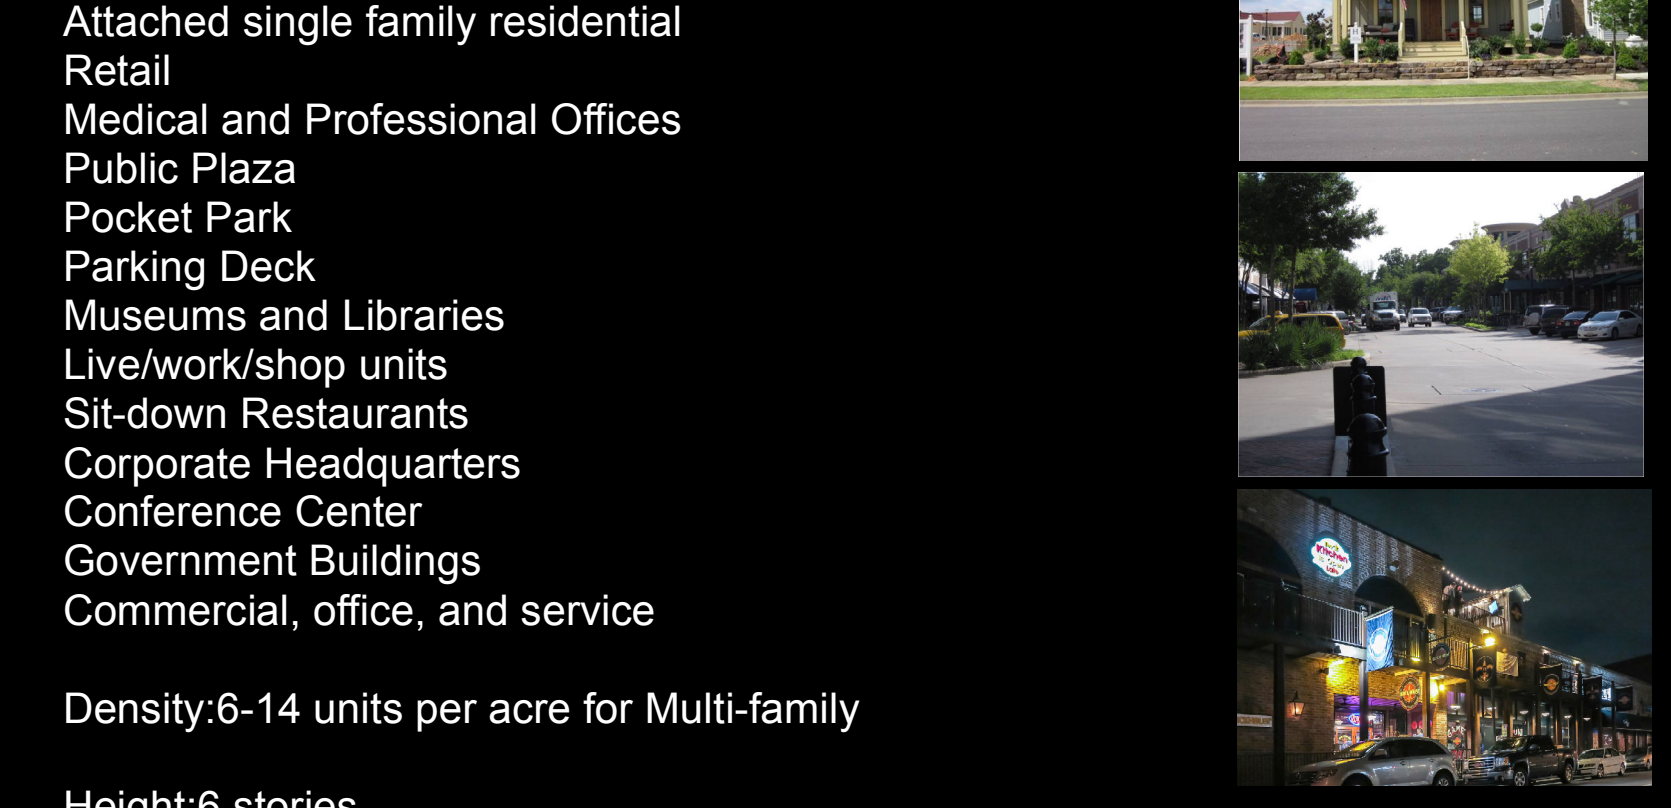 Attached single family residential
Retail
Medical and Professional Offices
Public Plaza
Pocket Park
Parking Deck
Museums and Libraries
Live/work/shop units
Sit-down Restaurants
Corporate Headquarters
Conference Center
Government Buildings
Commercial, office, and service
Density:6-14 units per acre for Multi-family
Height:6 stories
Kitchen